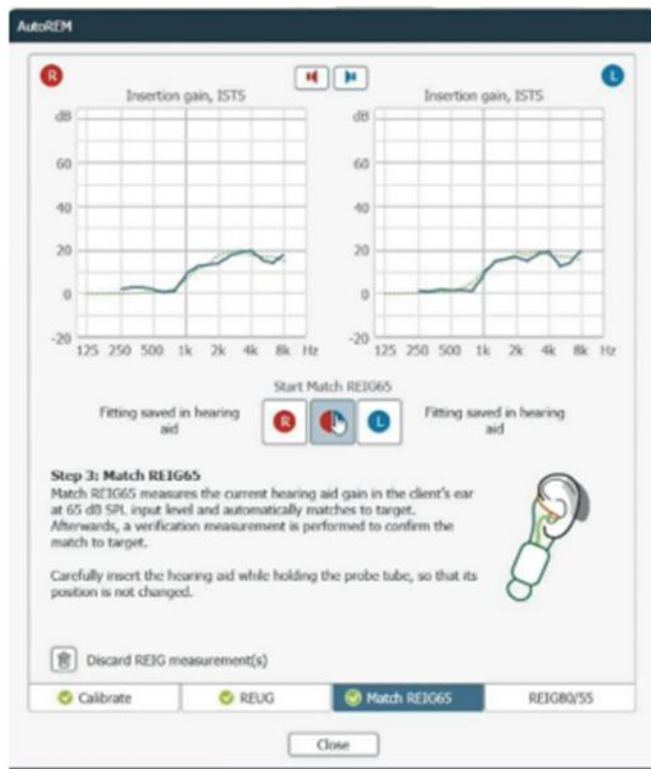 AutoREM
R
L
Insertion gain, ISTS
Insertion gain, ISTS
dB
60
40
20
0
-20
125 250 500 1k 2k 4k 8k Hz
dB
60
40
20
0
-20
125 250 500 1k 2k 4k 8k Hz
Start Match REIG65
Fitting saved in hearing
aid
R
L
Fitting saved in hearing
aid
Step 3: Match REIG65
Match REIG65 measures the current hearing aid gain in the client's ear
at 65 dB SPL input level and automatically matches to target.
Afterwards, a verification measurement is performed to confirm the
match to target.
Carefully insert the hearing aid while holding the probe tube, so that its
position is not changed.
Discard REIG measurement(s)
Calibrate
REUG
Match REIG65
REIG80/55
Close